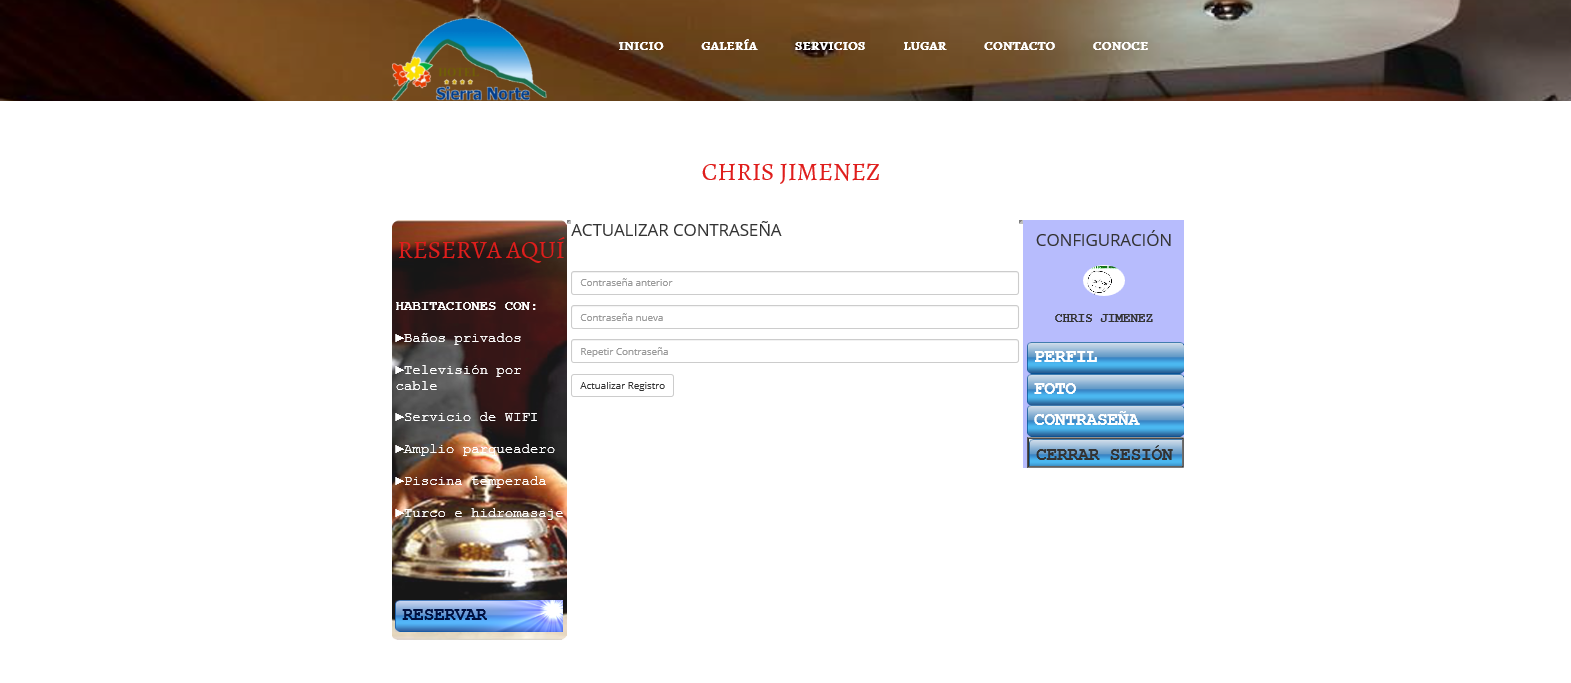 INICIO GALERÍA SERVICIOS LUGAR CONTACTO CONOCE
HOTEL
Sierra Norte
CHRIS JIMENEZ
RESERVA AQUÍ
HABITACIONES CON:
►Baños privados
►Televisión por
cable
►Servicio de WIFI
►Amplio parqueadero
►Piscina temperada
►Turco e hidromasaje
RESERVAR
ACTUALIZAR CONTRASEÑA
Contraseña anterior
Contraseña nueva
Repetir Contraseña
Actualizar Registro
CONFIGURACIÓN
CHRIS JIMENEZ
PERFIL
FOTO
CONTRASEÑA
CERRAR SESIÓN